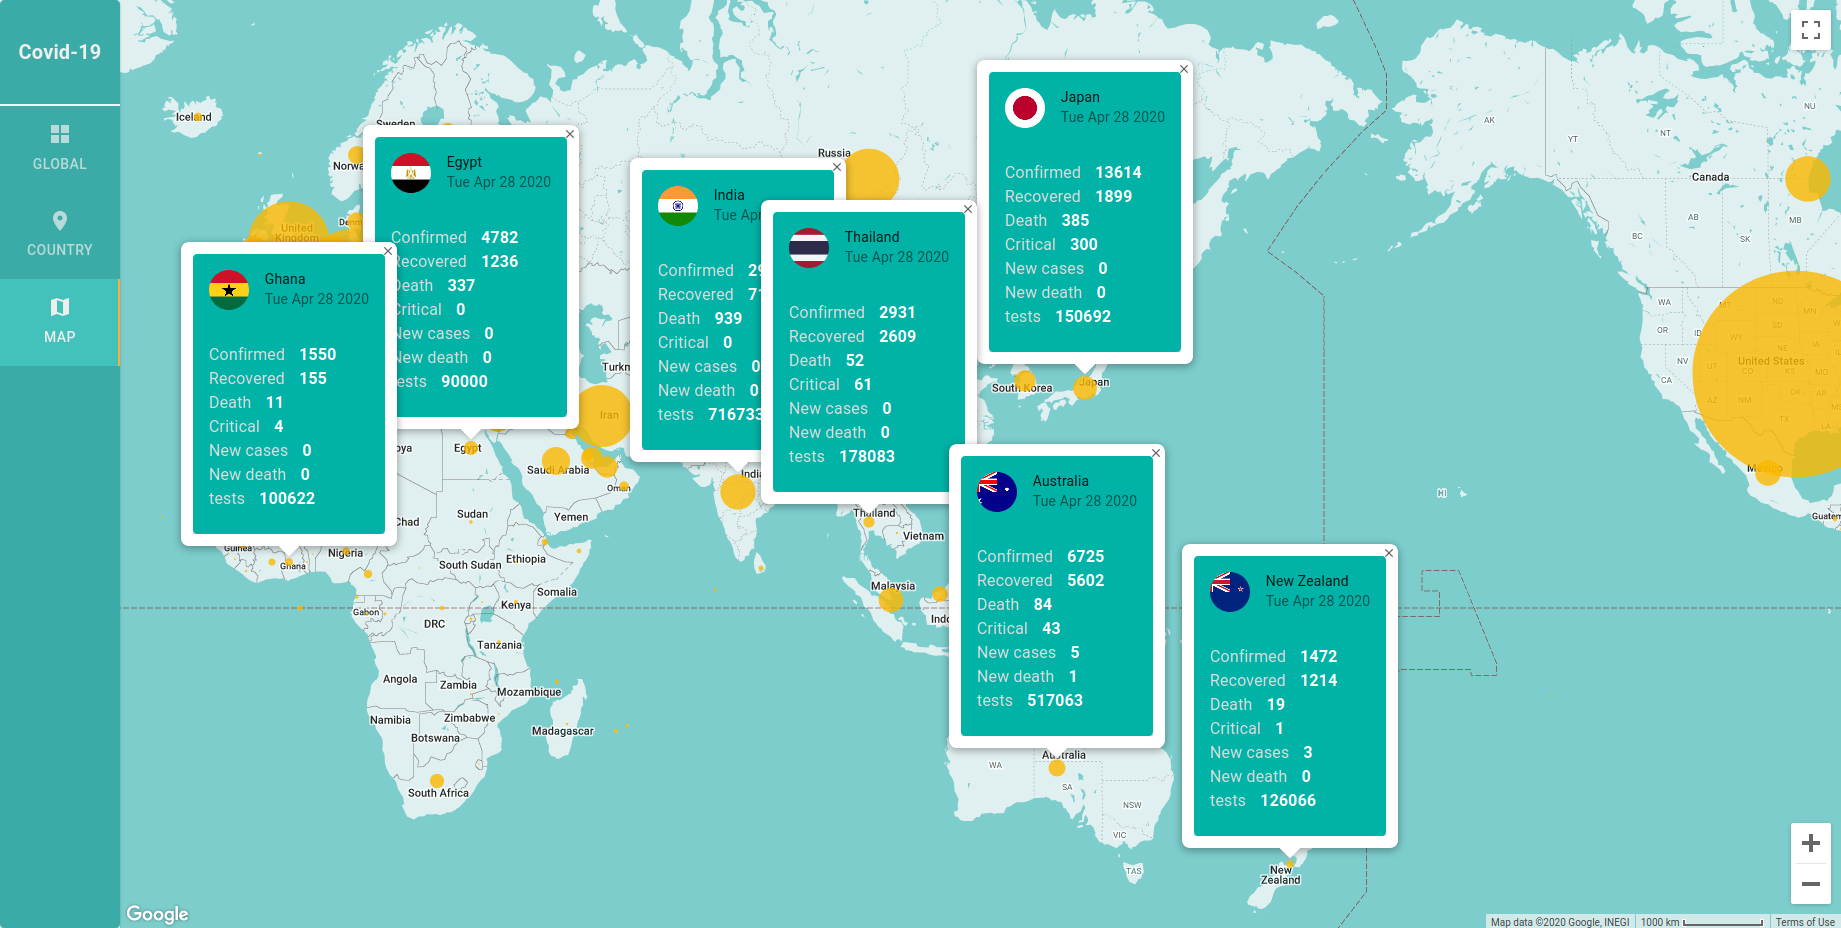 Covid-19
GLOBAL
COUNTRY
MAP
Iceland
Sweden
Norwa
Denm
United
Kingdom
Russia
Turkm
Iran
Egypt
Saudi Arabia
Oman
Yemen
oya
Chad
Sudan
Guinea
Ghana
Nigeria
South Sudan
Ethiopia
Somalia
Gabon
Kenya
DRC
Tanzania
Angola
Zambia
Mozambique
Namibia
Zimbabwe
Madagascar
Botswana
South Africa
India
Thailand
Vietnam
Malaysia
Indo
South Korea
Japan
Australia
WA
SA
NSW
VIC
TAS
New
Zealand
HI
AK
YT
NT
NU
Canada
BC
AB
SK
MB
WA
MT
ND
MN
OR
ID
WY
SD
NV
NE
IA
IL
United States
CA
CO
KS
MO
AZ
NM
OK
AR
TX
LA
Mexico
Guatem
Ghana
Tue Apr 28 2020
Confirmed 1550
Recovered 155
Death 11
Critical 4
New cases 0
New death 0
tests 100622
Egypt
Tue Apr 28 2020
Confirmed 4782
Recovered 1236
Death 337
Critical 0
New cases 0
New death 0
tests 90000
India
Tue Apr
Confirmed 29
Recovered 71
Death 939
Critical 0
New cases 0
New death 0
tests 716733
Thailand
Tue Apr 28 2020
Confirmed 2931
Recovered 2609
Death 52
Critical 61
New cases 0
New death 0
tests 178083
Japan
Tue Apr 28 2020
Confirmed 13614
Recovered 1899
Death 385
Critical 300
New cases 0
New death 0
tests 150692
Australia
Tue Apr 28 2020
Confirmed 6725
Recovered 5602
Death 84
Critical 43
New cases 5
New death 1
tests 517063
New Zealand
Tue Apr 28 2020
Confirmed 1472
Recovered 1214
Death 19
Critical 1
New cases 3
New death 0
tests 126066
Google
Map data ©2020 Google, INEGI
1000 km
Terms of Use